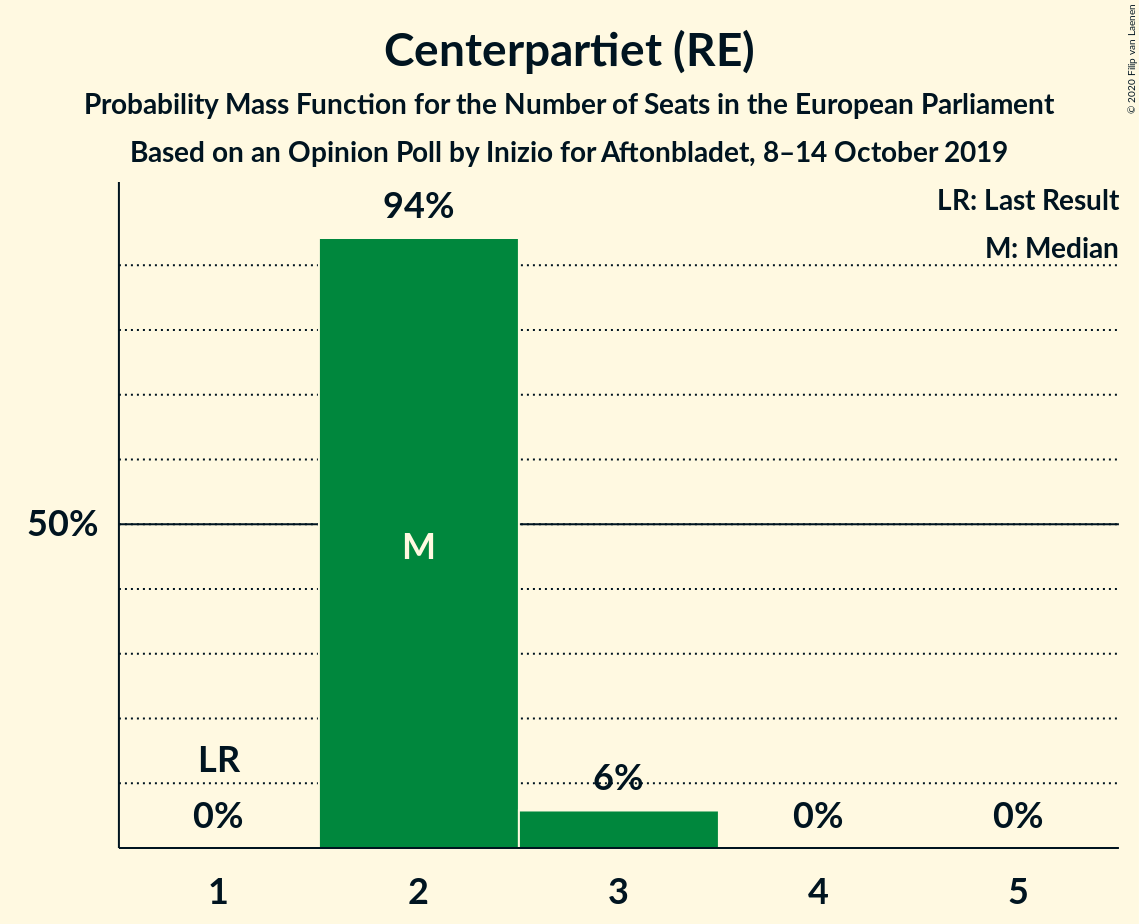 Centerpartiet (RE)
Probability Mass Function for the Number of Seats in the European Parliament
Based on an Opinion Poll by Inizio for Aftonbladet, 8–14 October 2019
© 2020 Filip van Laenen
LR: Last Result
M: Median
94%
50%
M
LR
0%
6%
0%
0%
1
2
3
4
5